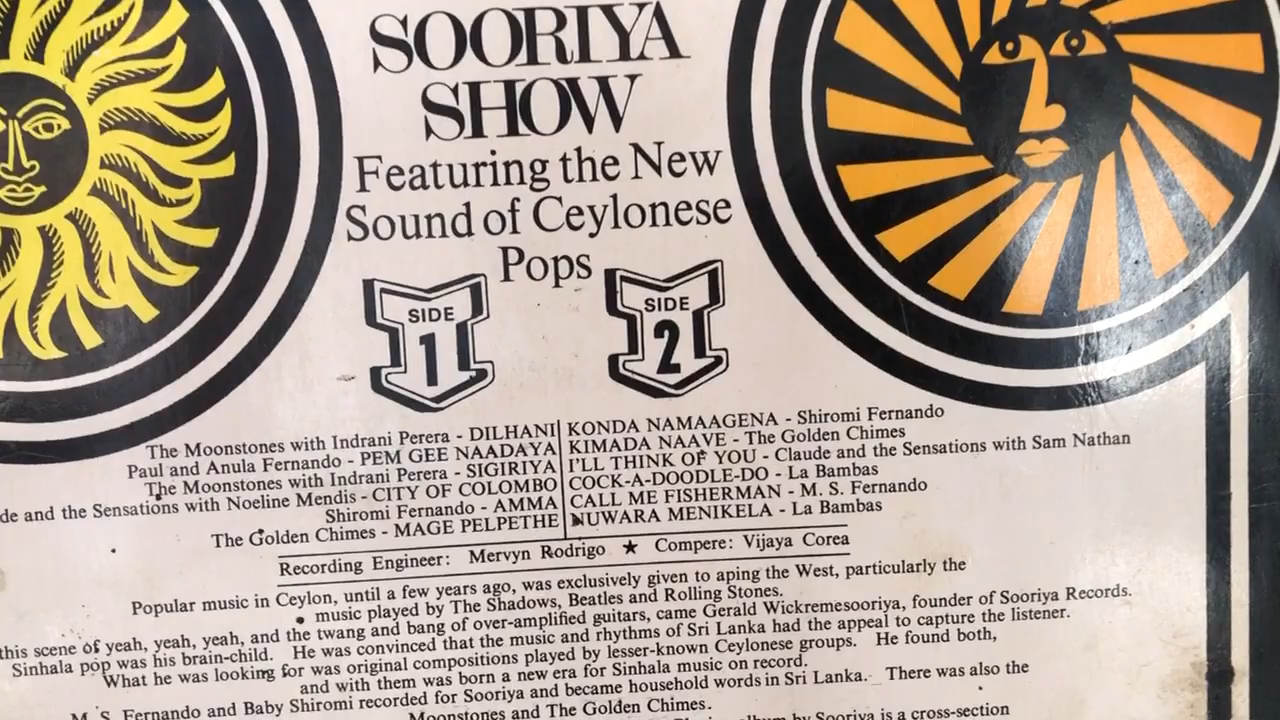 SOORIYA
SHOW
Featuring the New
Sound of Ceylonese
Pops
SIDE
1
SIDE
2
The Moonstones with Indrani Perera - DILHANI
Paul and Anula Fernando - PEM GEE NAADAYA
The Moonstones with Indrani Perera - SIGIRIYA
de and the Sensations with Noeline Mendis - CITY OF COLOMBO
Shiromi Fernando - AMMA
The Golden Chimes - MAGE PELPETHE
KONDA NAMAAGENA - Shiromi Fernando
KIMADA NAAVE - The Golden Chimes
I'LL THINK OF YOU - Claude and the Sensations with Sam Nathan
COCK-A-DOODLE-DO - La Bambas
CALL ME FISHERMAN - M. S. Fernando
NUWARA MENIKELA - La Bambas
Recording Engineer: Mervyn Rodrigo ★ Compere: Vijaya Corea
Popular music in Ceylon, until a few years ago, was exclusively given to aping the West, particularly the
music played by The Shadows, Beatles and Rolling Stones.
this scene of yeah, yeah, yeah, and the twang and bang of over-amplified guitars, came Gerald Wickremesooriya, founder of Sooriya Records.
Sinhala pop was his brain-child. He was convinced that the music and rhythms of Sri Lanka had the appeal to capture the listener.
What he was looking for was original compositions played by lesser-known Ceylonese groups. He found both,
and with them was born a new era for Sinhala music on record.
M. S. Fernando and Baby Shiromi recorded for Sooriya and became household words in Sri Lanka. There was also the
Moonstones and The Golden Chimes.
album by Sooriya is a cross-section